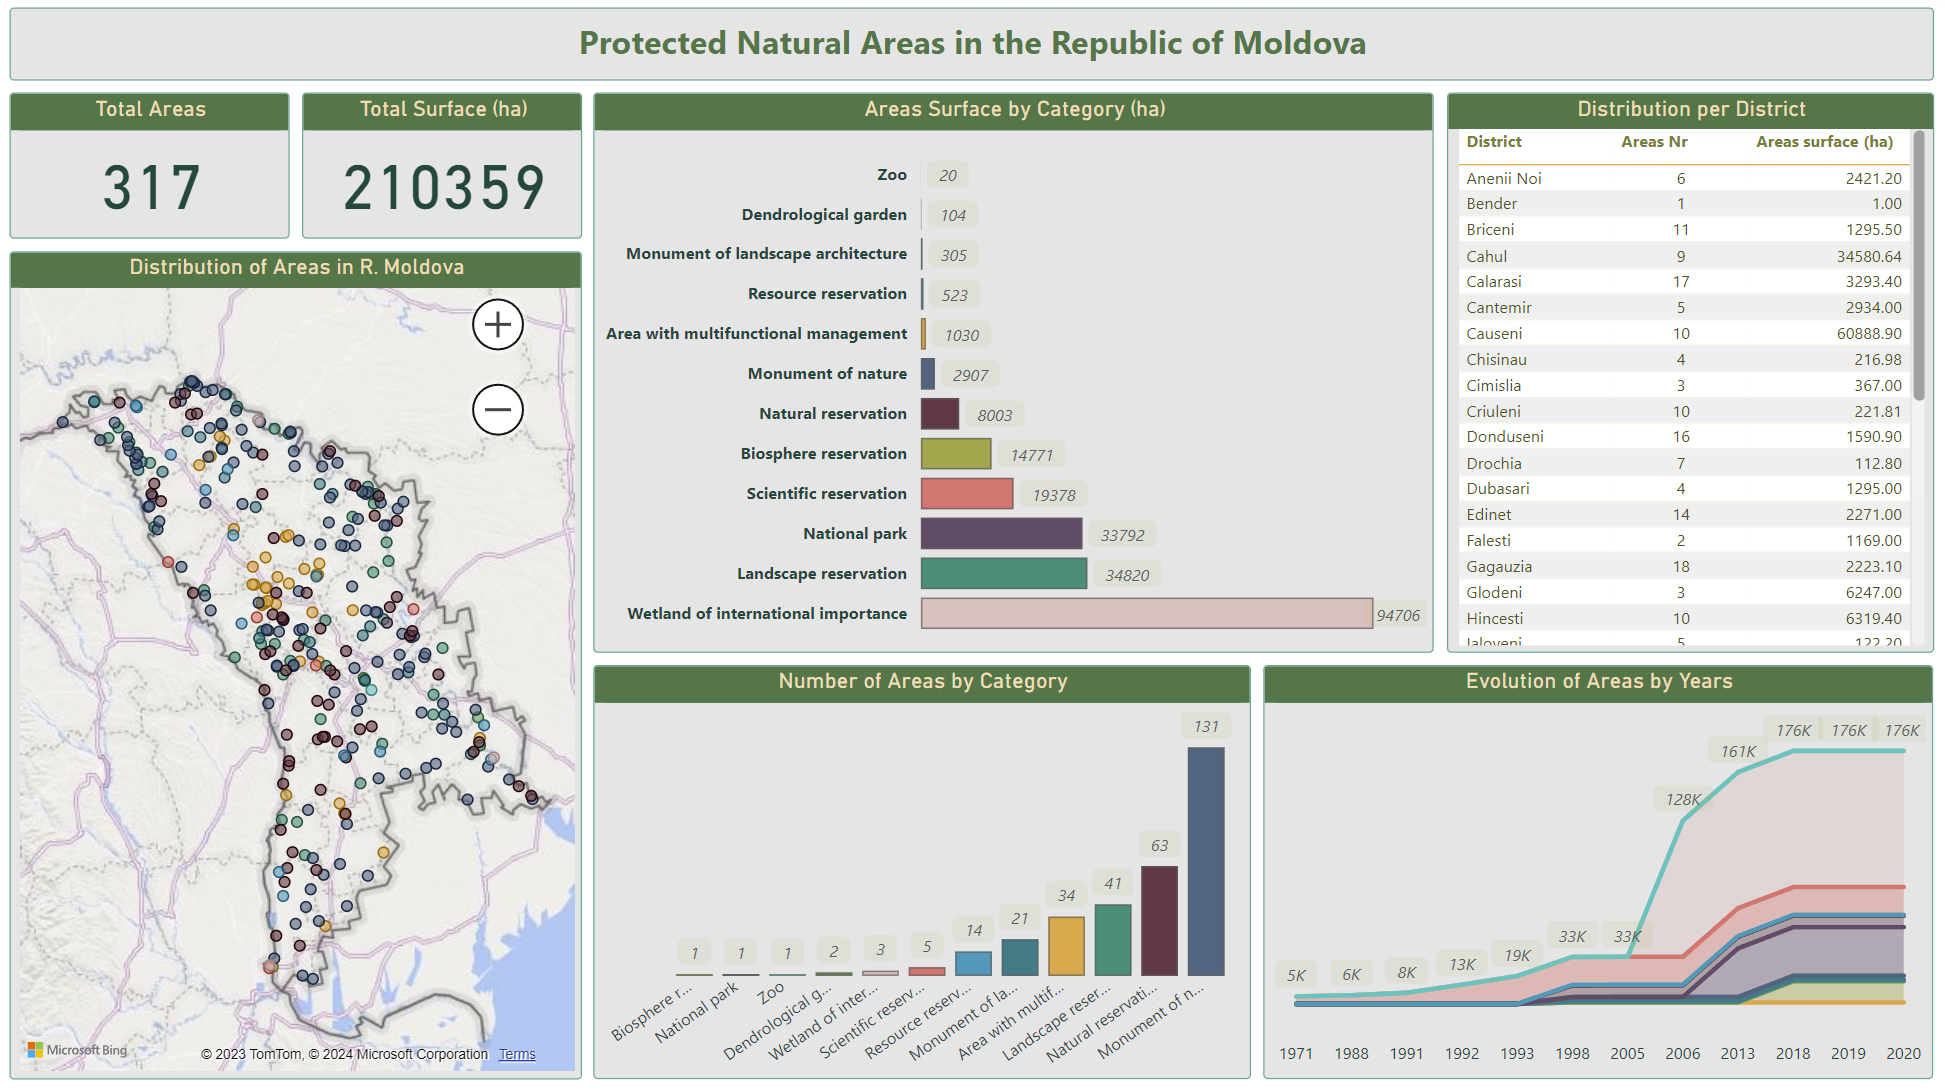 Protected Natural Areas in the Republic of Moldova
Total Areas
317
Total Surface (ha)
210359
Distribution of Areas in R. Moldova
Microsoft Bing
© 2023 TomTom, © 2024 Microsoft Corporation Terms
Areas Surface by Category (ha)
Zoo 20
Dendrological garden 104
Monument of landscape architecture 305
Resource reservation 523
Area with multifunctional management 1030
Monument of nature 2907
Natural reservation 8003
Biosphere reservation 14771
Scientific reservation 19378
National park 33792
Landscape reservation 34820
Wetland of international importance 94706
Distribution per District
District Areas Nr Areas surface (ha)
Anenii Noi 6 2421.20
Bender 1 1.00
Briceni 11 1295.50
Cahul 9 34580.64
Calarasi 17 3293.40
Cantemir 5 2934.00
Causeni 10 60888.90
Chisinau 4 216.98
Cimislia 3 367.00
Criuleni 10 221.81
Donduseni 16 1590.90
Drochia 7 112.80
Dubasari 4 1295.00
Edinet 14 2271.00
Falesti 2 1169.00
Gagauzia 18 2223.10
Glodeni 3 6247.00
Hincesti 10 6319.40
Ialoveni 5 122.20
Number of Areas by Category
1 1 1 2 3 5 14 21 34 41 63 131
Biosphere r...
National park
Zoo
Dendrological g...
Wetland of inter...
Scientific reserv...
Resource reserv...
Monument of la...
Area with multif...
Landscape reser...
Natural reservati...
Monument of n...
Evolution of Areas by Years
5K 6K 8K 13K 19K 33K 33K 128K 161K 176K 176K 176K
1971 1988 1991 1992 1993 1998 2005 2006 2013 2018 2019 2020